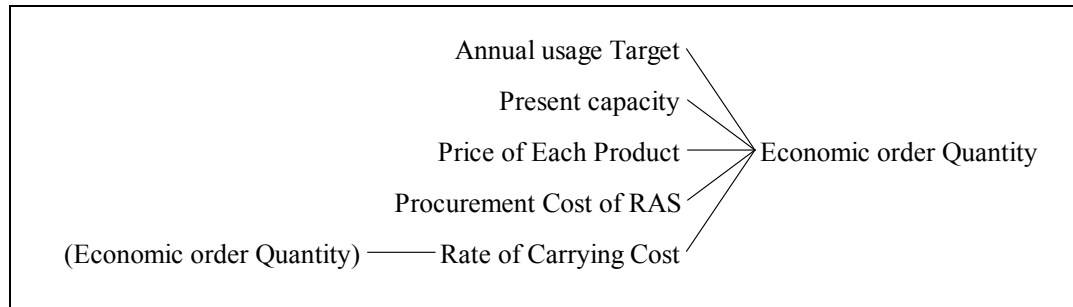 Annual usage Target
Present capacity
Price of Each Product
Economic order Quantity
Procurement Cost of RAS
(Economic order Quantity)
Rate of Carrying Cost